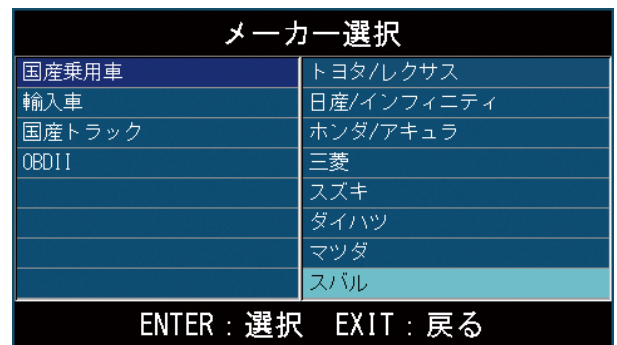 メーカー選択
国産乗用車
輸入車
国産トラック
OBDII
トヨタ/レクサス
日産/インフィニティ
ホンダ/アキュラ
三菱
スズキ
ダイハツ
マツダ
スバル
ENTER：選択 EXIT：戻る